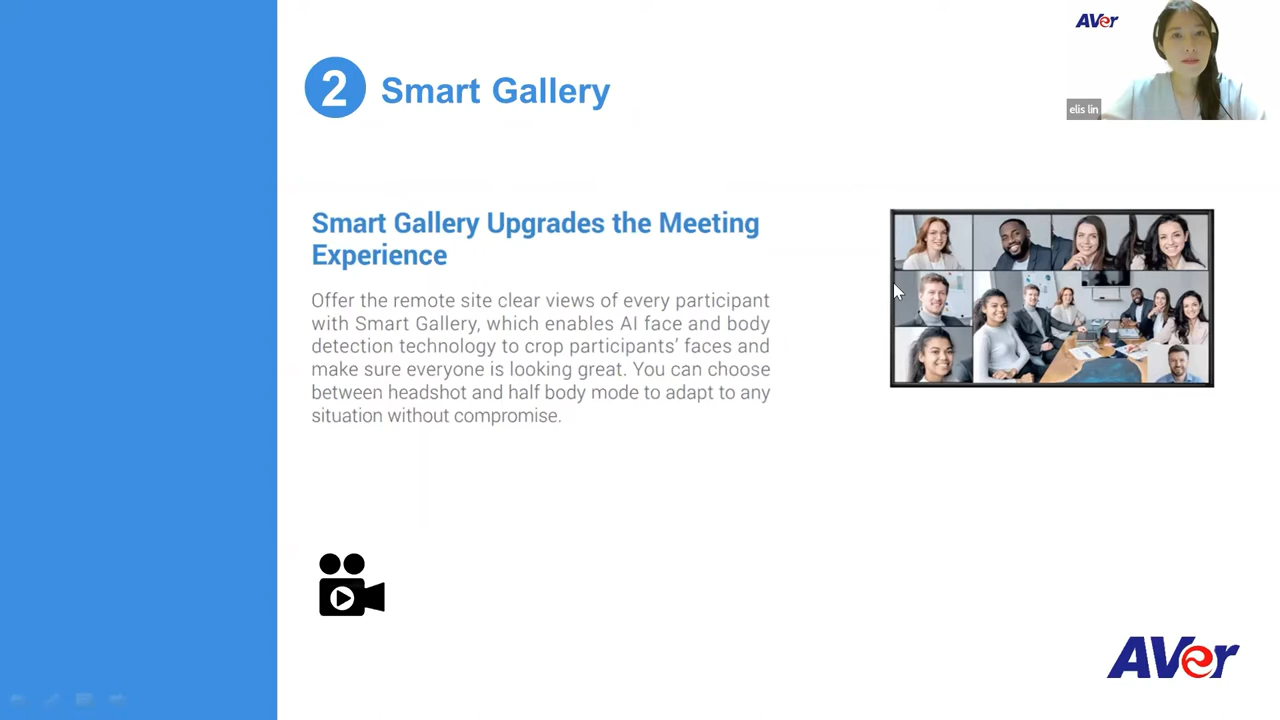 AVer
elis lin
2 Smart Gallery
Smart Gallery Upgrades the Meeting
Experience
Offer the remote site clear views of every participant
with Smart Gallery, which enables AI face and body
detection technology to crop participants' faces and
make sure everyone is looking great. You can choose
between headshot and half body mode to adapt to any
situation without compromise.
AVer